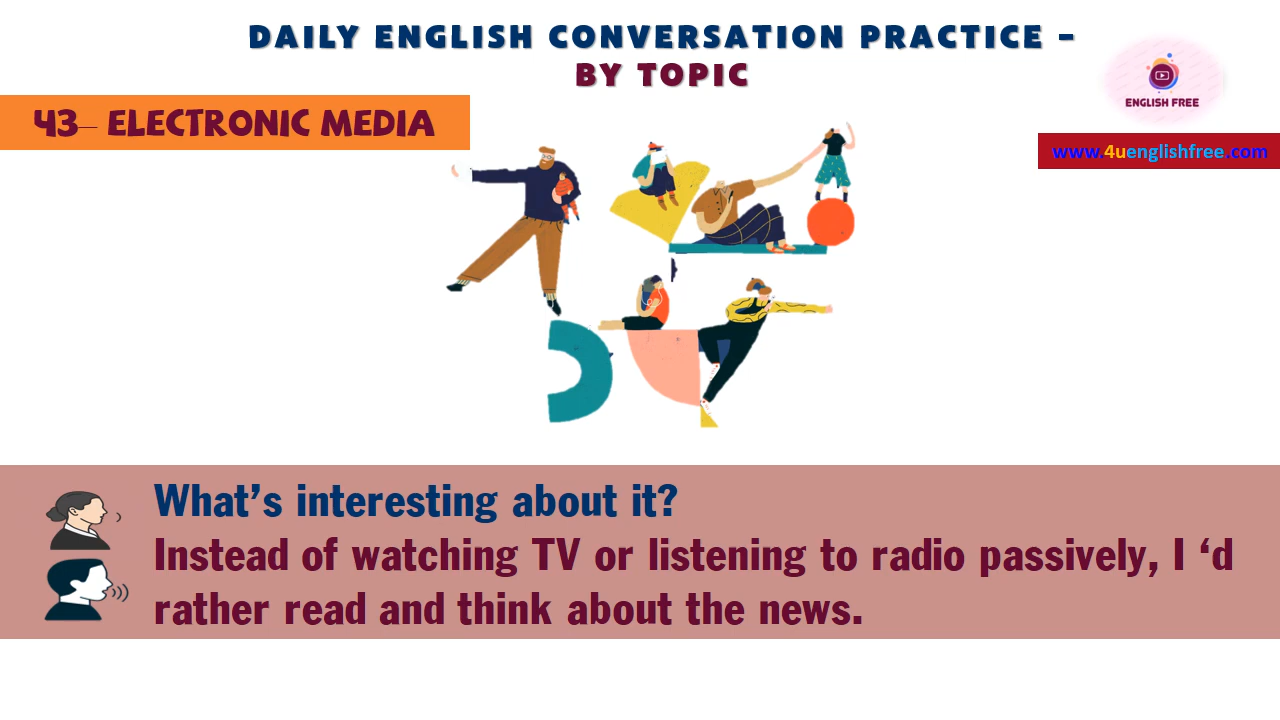 DAILY ENGLISH CONVERSATION PRACTICE –
BY TOPIC
ENGLISH FREE
43– ELECTRONIC MEDIA
www.4uenglishfree.com
What’s interesting about it?
Instead of watching TV or listening to radio passively, I ‘d
rather read and think about the news.